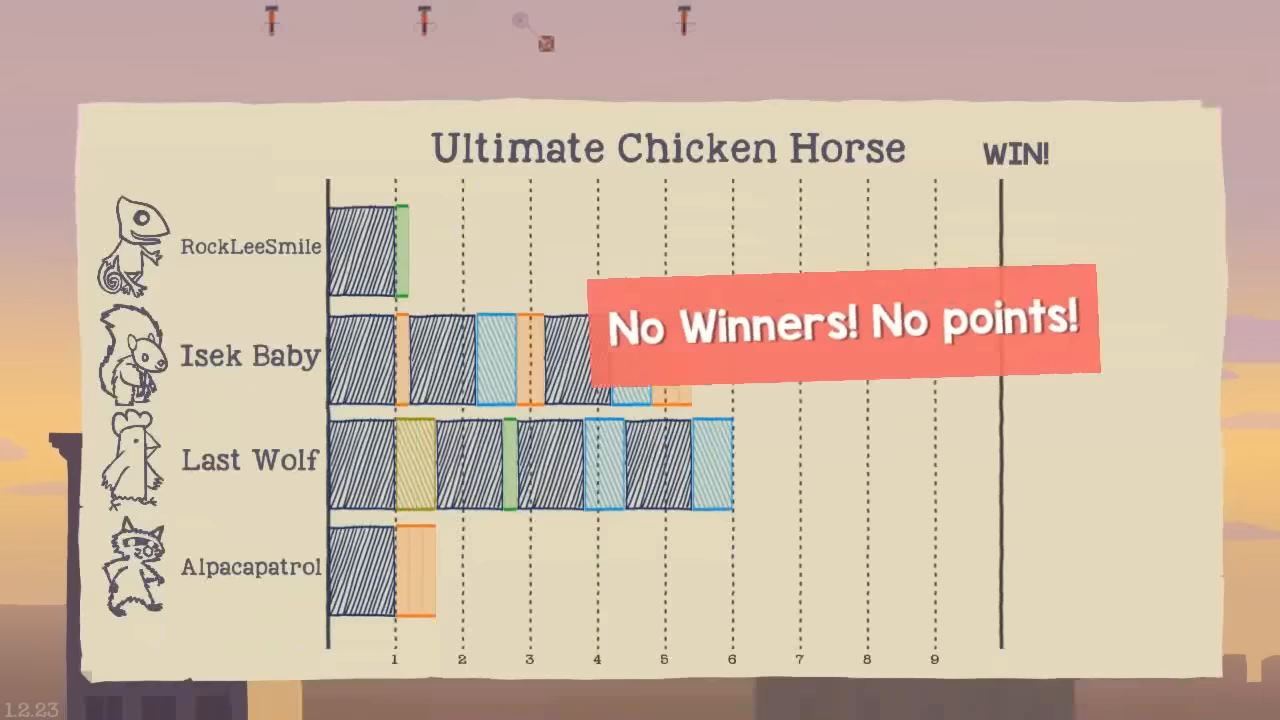 Ultimate Chicken Horse
WIN!
RockLeeSmile
No Winners! No points!
Isek Baby
Last Wolf
Alpacapatrol
1 2 3 4 5 6 7 8 9
1.2.23